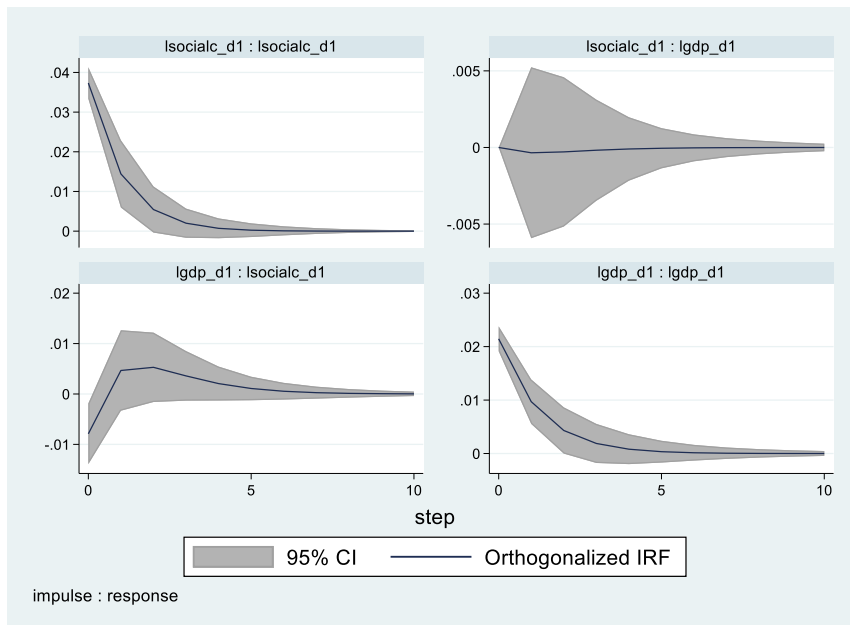 lsocialc_d1 : lsocialc_d1
.04
.03
.02
.01
0
lsocialc_d1 : lgdp_d1
.005
0
-.005
lgdp_d1 : lsocialc_d1
.02
.01
0
-.01
0
5
10
lgdp_d1 : lgdp_d1
.03
.02
.01
0
0
5
10
step
95% CI
Orthogonalized IRF
impulse : response